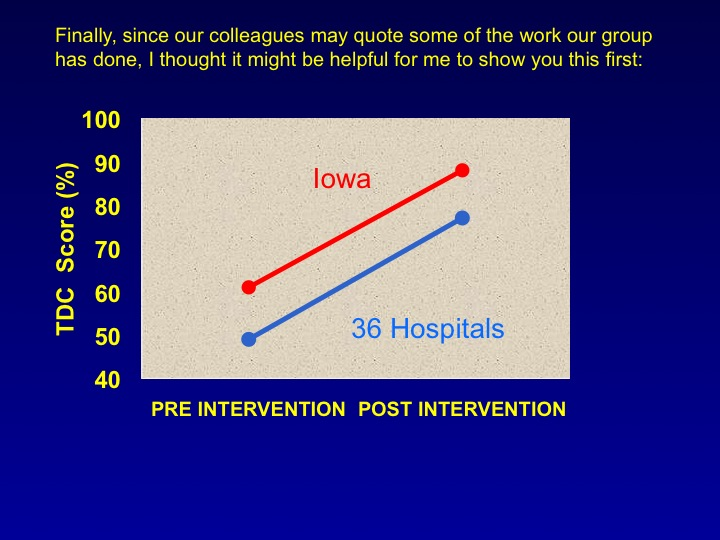 Finally, since our colleagues may quote some of the work our group
has done, I thought it might be helpful for me to show you this first:
100
90
80
70
60
50
40
TDC Score (%)
Iowa
36 Hospitals
PRE INTERVENTION POST INTERVENTION